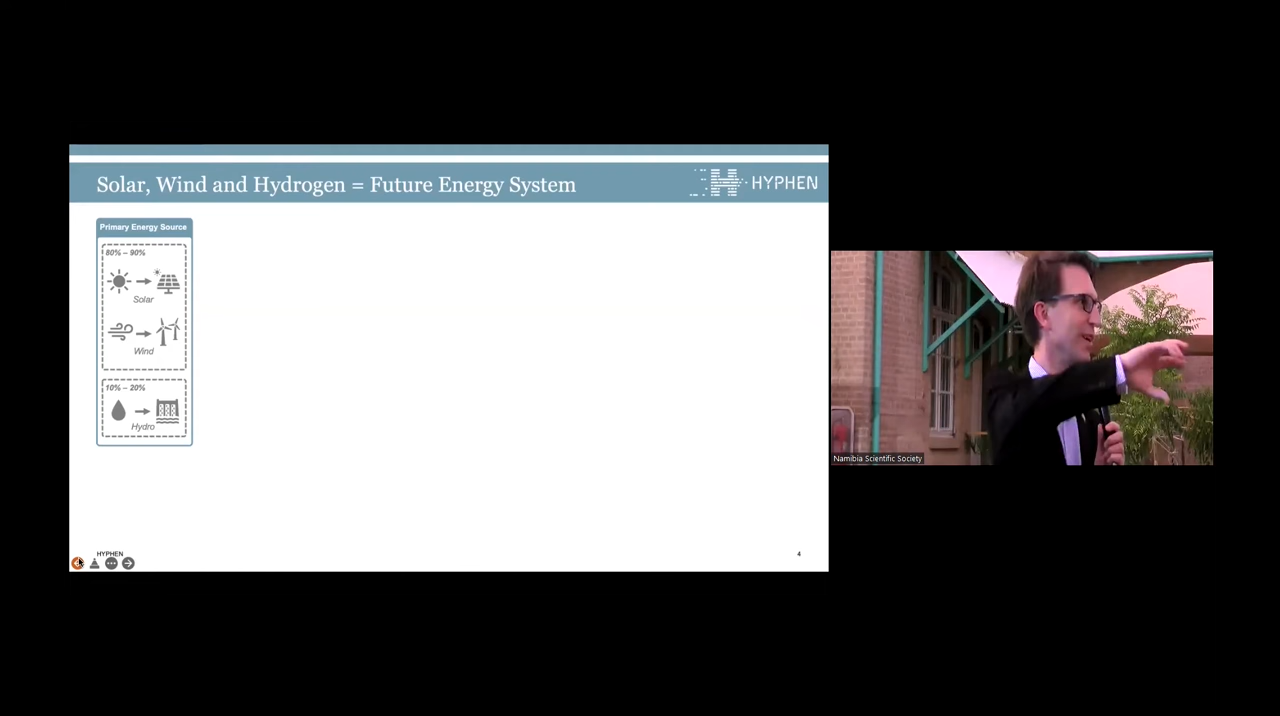 Solar, Wind and Hydrogen = Future Energy System
HYPHEN
Primary Energy Source
80% – 90%
Solar
Wind
10% – 20%
Hydro
HYPHEN
4
Namibia Scientific Society